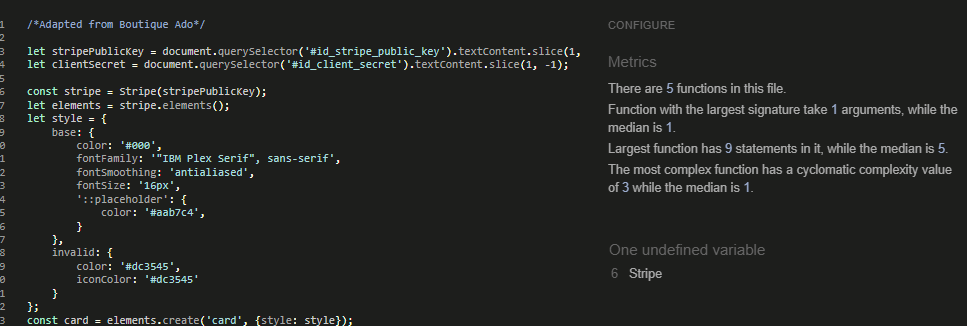 1 /*Adapted from Boutique Ado*/
2
3 let stripePublicKey = document.querySelector('#id_stripe_public_key').textContent.slice(1,
4 let clientSecret = document.querySelector('#id_client_secret').textContent.slice(1, -1);
5
6 const stripe = Stripe(stripePublicKey);
7 let elements = stripe.elements();
8 let style = {
9 base: {
0 color: '#000',
1 fontFamily: '"IBM Plex Serif", sans-serif',
2 fontSmoothing: 'antialiased',
3 fontSize: '16px',
4 '::placeholder': {
5 color: '#aab7c4',
6 }
7 },
8 invalid: {
9 color: '#dc3545',
0 iconColor: '#dc3545'
1 }
2 };
3 const card = elements.create('card', {style: style});
CONFIGURE
Metrics
There are 5 functions in this file.
Function with the largest signature take 1 arguments, while the
median is 1.
Largest function has 9 statements in it, while the median is 5.
The most complex function has a cyclomatic complexity value
of 3 while the median is 1.
One undefined variable
6 Stripe